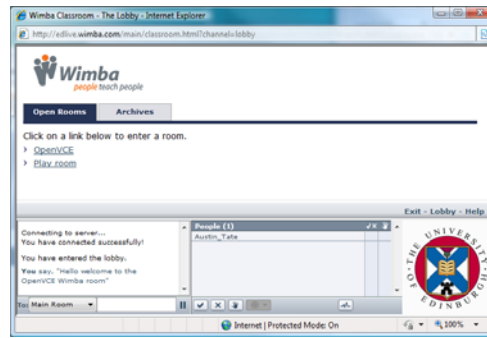 Wimba Classroom - The Lobby - Internet Explorer
http://edlive.wimba.com/main/classroom.html?channel=lobby
Wimba
people teach people
Open Rooms Archives
Click on a link below to enter a room.
› OpenVCE
› Play room
Exit - Lobby - Help
Connecting to server...
You have connected successfully!
You have entered the lobby.
You say, "Hello welcome to the
OpenVCE Wimba room"
People (1)
Austin_Tate
THE UNIVERSITY OF EDINBURGH
To: Main Room
Internet | Protected Mode: On
100%